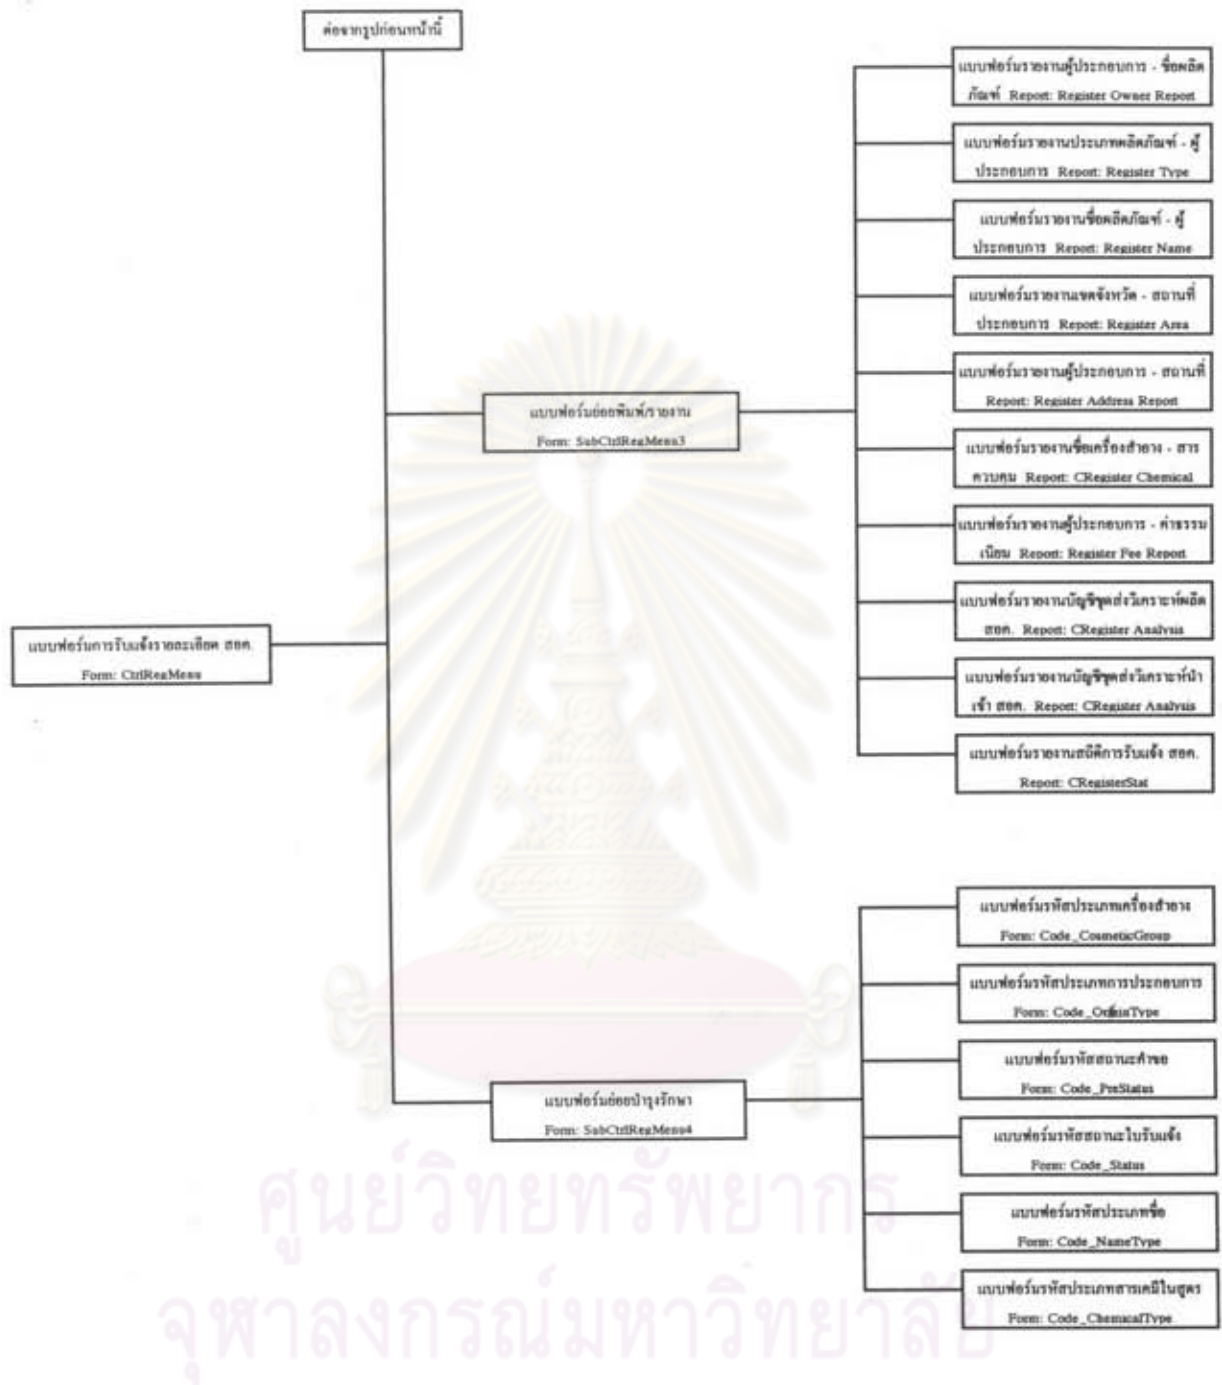 ต่อจากรูปก่อนหน้านี้
แบบฟอร์มการรับแจ้งรายละเอียด สอค.
Form: CtrlRegMenu
แบบฟอร์มย่อยพิมพ์/รายงาน
Form: SubCtrlRegMenu3
แบบฟอร์มรายงานผู้ประกอบการ - ชื่อผลิต
ภัณฑ์ Report: Register Owner Report
แบบฟอร์มรายงานประเภทผลิตภัณฑ์ - ผู้
ประกอบการ Report: Register Type
แบบฟอร์มรายงานชื่อผลิตภัณฑ์ - ผู้
ประกอบการ Report: Register Name
แบบฟอร์มรายงานเขตจังหวัด - สถานที่
ประกอบการ Report: Register Area
แบบฟอร์มรายงานผู้ประกอบการ - สถานที่
Report: Register Address Report
แบบฟอร์มรายงานชื่อเครื่องสำอาง - สาร
ควบคุม Report: CRegister Chemical
แบบฟอร์มรายงานผู้ประกอบการ - ค่าธรรม
เนียม Report: Register Fee Report
แบบฟอร์มรายงานบัญชีชุดส่งวิเคราะห์ผลิต
สอค. Report: CRegister Analysis
แบบฟอร์มรายงานบัญชีชุดส่งวิเคราะห์นำ
เข้า สอค. Report: CRegister Analysis
แบบฟอร์มรายงานสถิติการรับแจ้ง สอค.
Report: CRegisterStat
แบบฟอร์มย่อยบำรุงรักษา
Form: SubCtrlRegMenu4
แบบฟอร์มรหัสประเภทเครื่องสำอาง
Form: Code_CosmeticGroup
แบบฟอร์มรหัสประเภทการประกอบการ
Form: Code_OriginType
แบบฟอร์มรหัสสถานะคำขอ
Form: Code_PreStatus
แบบฟอร์มรหัสสถานะใบรับแจ้ง
Form: Code_Status
แบบฟอร์มรหัสประเภทชื่อ
Form: Code_NameType
แบบฟอร์มรหัสประเภทสารเคมีในสูตร
Form: Code_ChemicalType
ศูนย์วิทยทรัพยากร
จุฬาลงกรณ์มหาวิทยาลัย